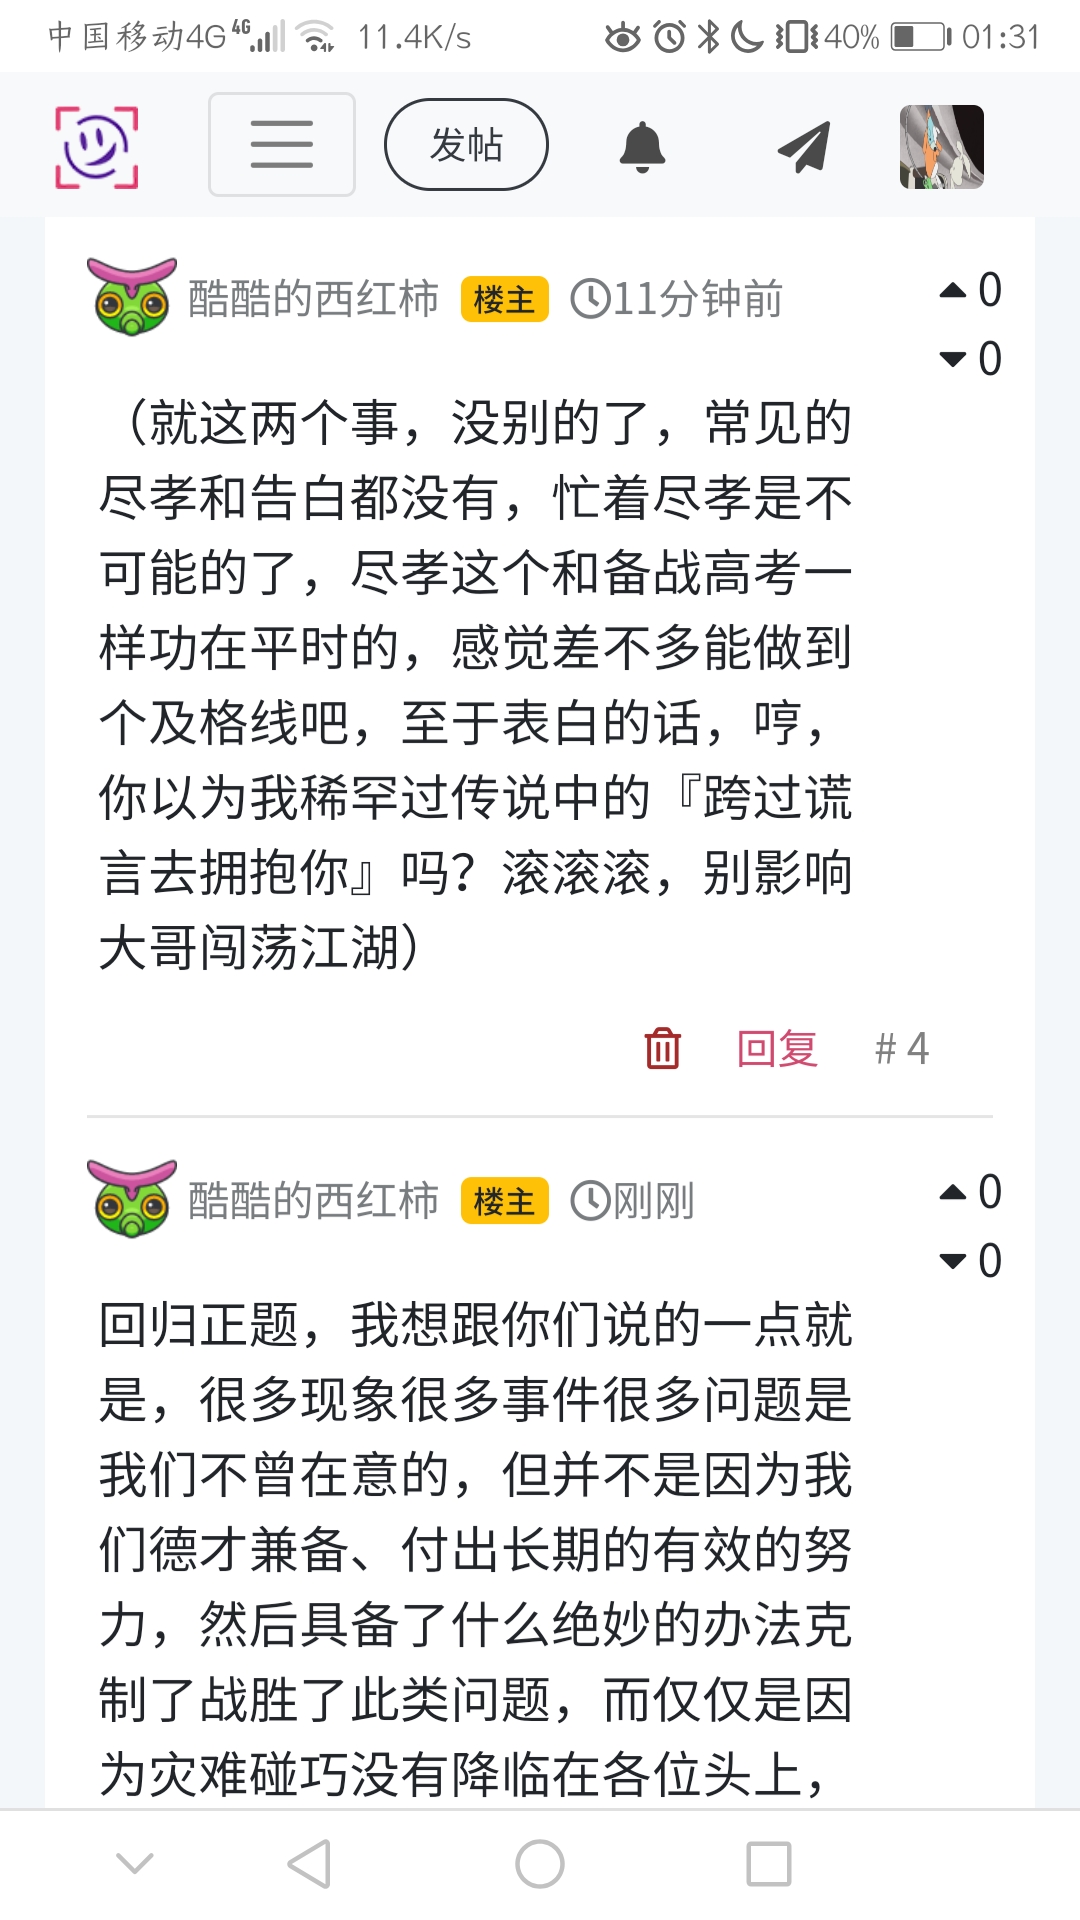 中国移动4G 4G 11.4K/s 40% 01:31
发帖
酷酷的西红柿 楼主 11分钟前 0
0
（就这两个事，没别的了，常见的
尽孝和告白都没有，忙着尽孝是不
可能的了，尽孝这个和备战高考一
样功在平时的，感觉差不多能做到
个及格线吧，至于表白的话，哼，
你以为我稀罕过传说中的『跨过谎
言去拥抱你』吗？滚滚滚，别影响
大哥闯荡江湖）
回复 # 4
酷酷的西红柿 楼主 刚刚 0
0
回归正题，我想跟你们说的一点就
是，很多现象很多事件很多问题是
我们不曾在意的，但并不是因为我
们德才兼备、付出长期的有效的努
力，然后具备了什么绝妙的办法克
制了战胜了此类问题，而仅仅是因
为灾难碰巧没有降临在各位头上，